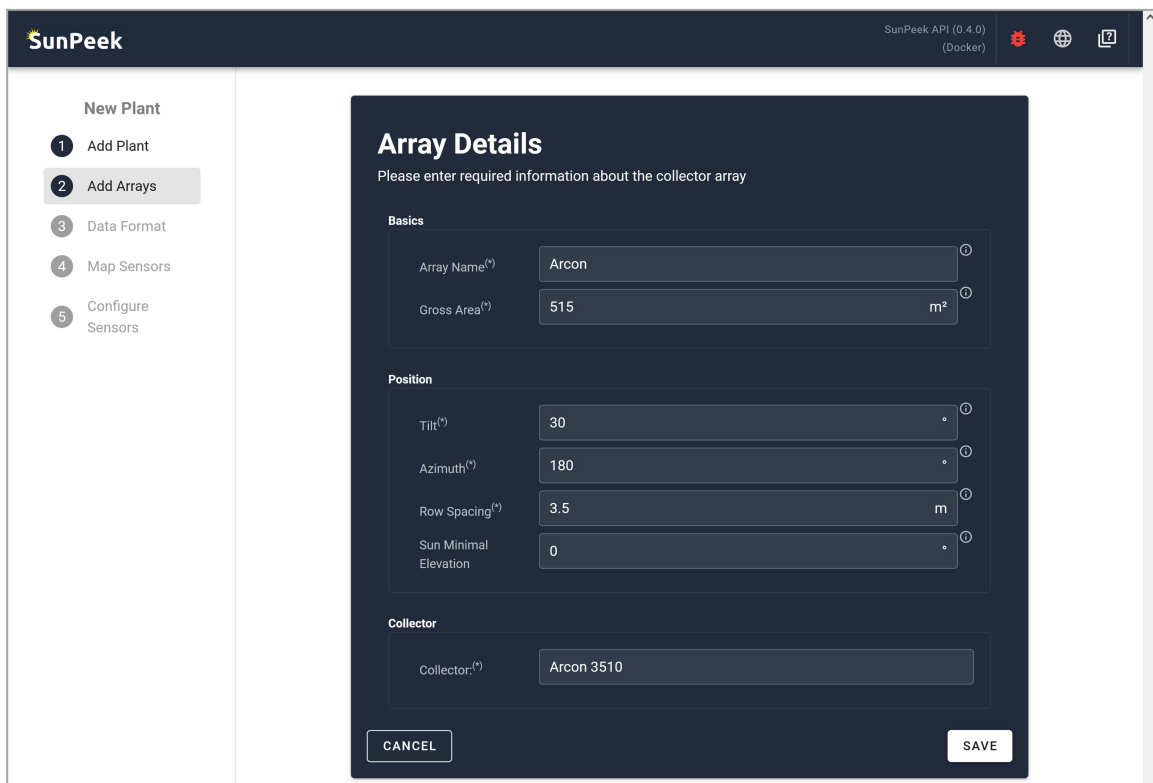 SunPeek
SunPeek API (0.4.0)
(Docker)
New Plant
1 Add Plant
2 Add Arrays
3 Data Format
4 Map Sensors
5 Configure
Sensors
Array Details
Please enter required information about the collector array
Basics
Array Name(*) Arcon
Gross Area(*) 515 m²
Position
Tilt(*) 30 °
Azimuth(*) 180 °
Row Spacing(*) 3.5 m
Sun Minimal
Elevation 0 °
Collector
Collector:(*) Arcon 3510
CANCEL SAVE